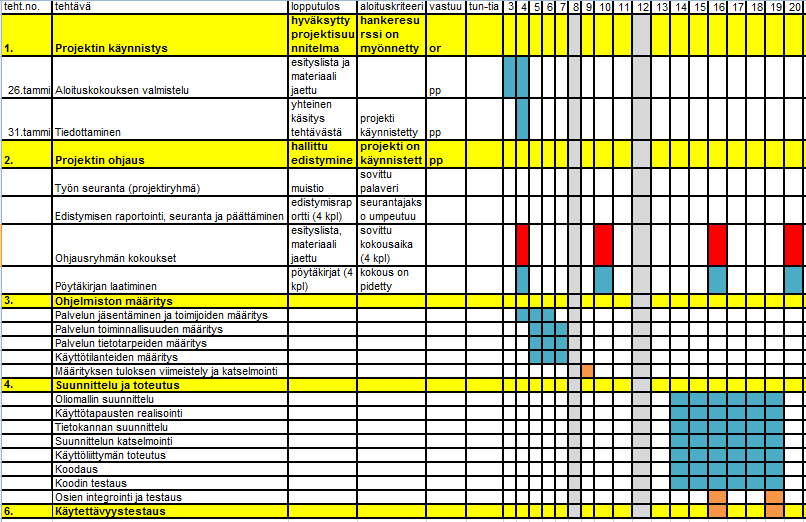 teht.no. tehtävä lopputulos aloituskriteeri vastuu tun-tia 3 4 5 6 7 8 9 10 11 12 13 14 15 16 17 18 19 20
1. Projektin käynnistys hyväksytty projektisuunnitelma hankeresurssi on myönnetty or
26.tammi Aloituskokouksen valmistelu esityslista ja materiaali jaettu pp
31.tammi Tiedottaminen yhteinen käsitys tehtävästä projekti käynnistetty pp
2. Projektin ohjaus hallittu edistymine projekti on käynnistett pp
Työn seuranta (projektiryhmä) muistio sovittu palaveri
Edistymisen raportointi, seuranta ja päättäminen edistymisraportti (4 kpl) seurantajakso umpeutuu
Ohjausryhmän kokoukset esityslista, materiaali jaettu sovittu kokousaika (4 kpl)
Pöytäkirjan laatiminen pöytäkirjat (4 kpl) kokous on pidetty
3. Ohjelmiston määritys
Palvelun jäsentäminen ja toimijoiden määritys
Palvelun toiminnallisuuden määritys
Palvelun tietotarpeiden määritys
Käyttötilanteiden määritys
Määrityksen tuloksen viimeistely ja katselmointi
4. Suunnittelu ja toteutus
Oliomallin suunnittelu
Käyttötapausten realisointi
Tietokannan suunnittelu
Suunnittelun katselmointi
Käyttöliittymän toteutus
Koodaus
Koodin testaus
Osien integrointi ja testaus
6. Käytettävyystestaus